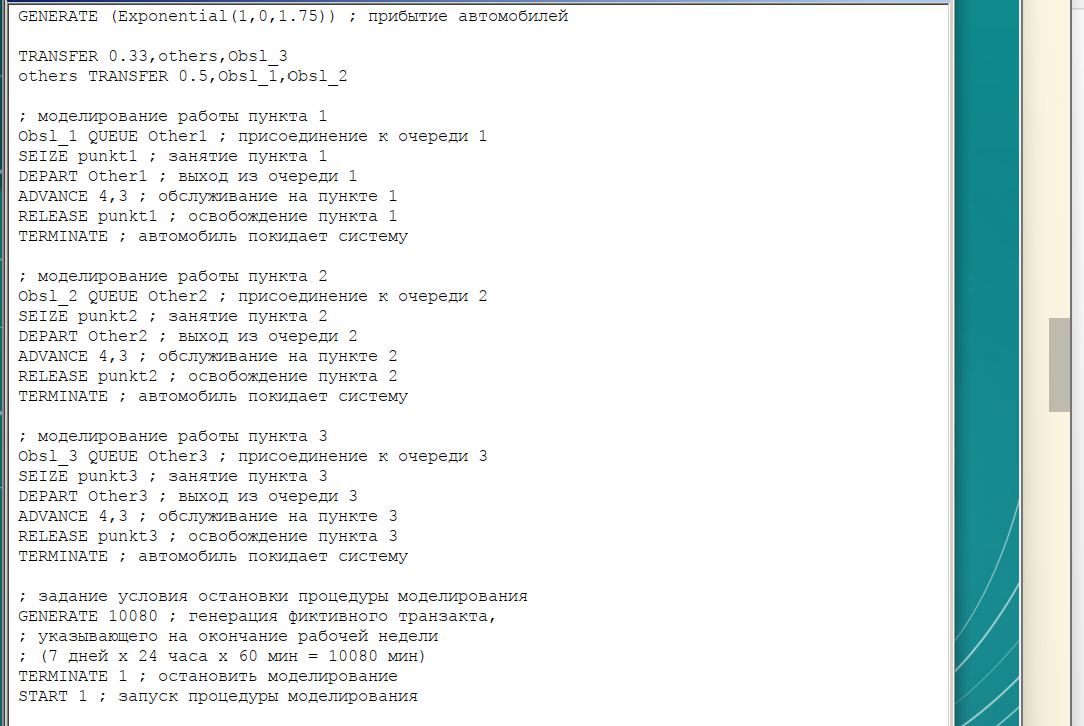 GENERATE (Exponential(1,0,1.75)) ; прибытие автомобилей
TRANSFER 0.33,others,Obsl_3
others TRANSFER 0.5,Obsl_1,Obsl_2
; моделирование работы пункта 1
Obsl_1 QUEUE Other1 ; присоединение к очереди 1
SEIZE punkt1 ; занятие пункта 1
DEPART Other1 ; выход из очереди 1
ADVANCE 4,3 ; обслуживание на пункте 1
RELEASE punkt1 ; освобождение пункта 1
TERMINATE ; автомобиль покидает систему
; моделирование работы пункта 2
Obsl_2 QUEUE Other2 ; присоединение к очереди 2
SEIZE punkt2 ; занятие пункта 2
DEPART Other2 ; выход из очереди 2
ADVANCE 4,3 ; обслуживание на пункте 2
RELEASE punkt2 ; освобождение пункта 2
TERMINATE ; автомобиль покидает систему
; моделирование работы пункта 3
Obsl_3 QUEUE Other3 ; присоединение к очереди 3
SEIZE punkt3 ; занятие пункта 3
DEPART Other3 ; выход из очереди 3
ADVANCE 4,3 ; обслуживание на пункте 3
RELEASE punkt3 ; освобождение пункта 3
TERMINATE ; автомобиль покидает систему
; задание условия остановки процедуры моделирования
GENERATE 10080 ; генерация фиктивного транзакта,
; указывающего на окончание рабочей недели
; (7 дней х 24 часа х 60 мин = 10080 мин)
TERMINATE 1 ; остановить моделирование
START 1 ; запуск процедуры моделирования